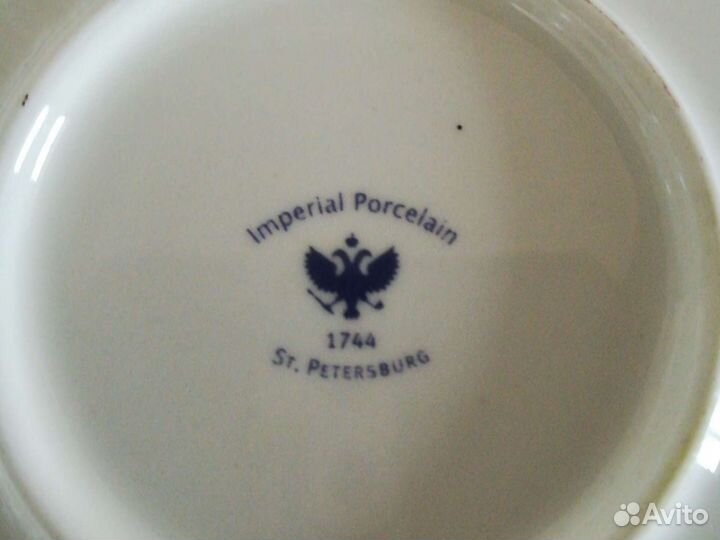 Imperial Porcelain
1744
ST. PETERSBURG
Avito